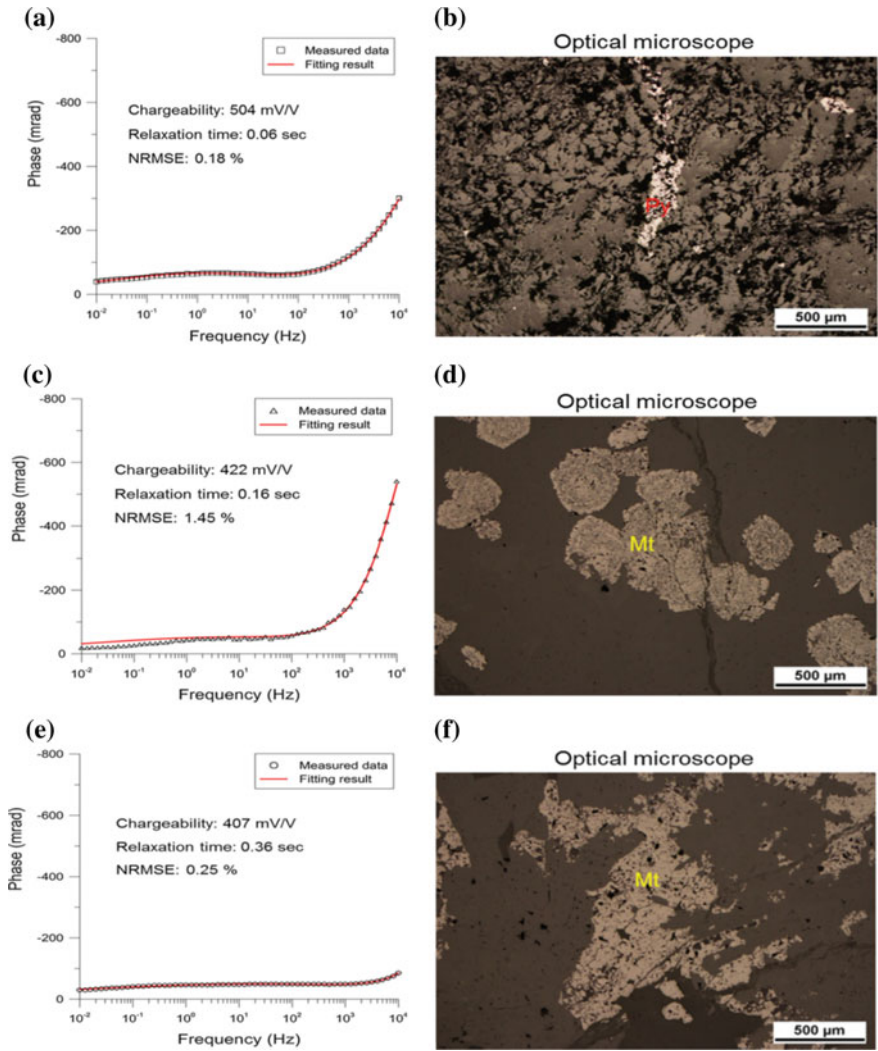 (a)
-800
-600
-400
-200
0
Phase (mrad)
Measured data
Fitting result
Chargeability: 504 mV/V
Relaxation time: 0.06 sec
NRMSE: 0.18 %
10⁻² 10⁻¹ 10⁰ 10¹ 10² 10³ 10⁴
Frequency (Hz)
(b)
Optical microscope
Py
500 µm
(c)
-800
-600
-400
-200
0
Phase (mrad)
Measured data
Fitting result
Chargeability: 422 mV/V
Relaxation time: 0.16 sec
NRMSE: 1.45 %
10⁻² 10⁻¹ 10⁰ 10¹ 10² 10³ 10⁴
Frequency (Hz)
(d)
Optical microscope
Mt
500 µm
(e)
-800
-600
-400
-200
0
Phase (mrad)
Measured data
Fitting result
Chargeability: 407 mV/V
Relaxation time: 0.36 sec
NRMSE: 0.25 %
10⁻² 10⁻¹ 10⁰ 10¹ 10² 10³ 10⁴
Frequency (Hz)
(f)
Optical microscope
Mt
500 µm